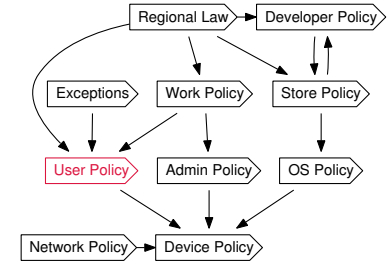 Regional Law
Developer Policy
Exceptions
Work Policy
Store Policy
User Policy
Admin Policy
OS Policy
Network Policy
Device Policy